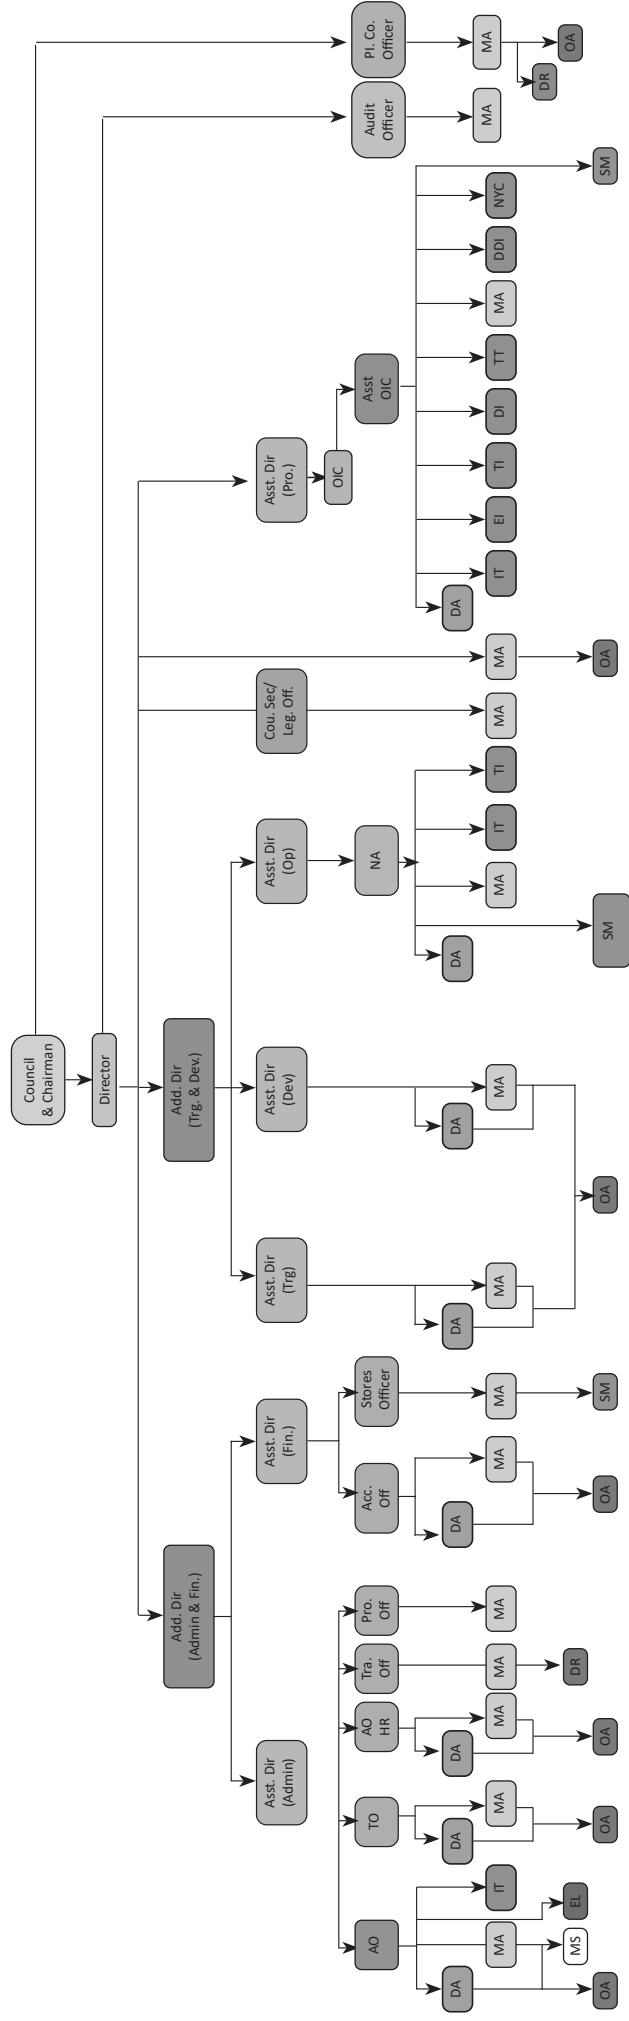 Council
& Chairman
Director
Add. Dir
(Admin & Fin.)
Add. Dir
(Trg. & Dev.)
Asst. Dir
(Admin)
Asst. Dir
(Fin.)
Asst. Dir
(Trg)
Asst. Dir
(Dev)
Asst. Dir
(Op)
Cou. Sec/
Leg. Off.
Asst. Dir
(Pro.)
OIC
AO
TO
AO
HR
Tra.
Off
Pro.
Off
Acc.
Off
Stores
Officer
NA
Asst
OIC
Audit
Officer
Pl. Co.
Officer
DA
MA
IT
DA
MA
DA
MA
MA
MA
DA
MA
MA
DA
MA
DA
MA
DA
MA
IT
TI
MA
MA
DA
IT
EI
TI
DI
TT
MA
DDI
NYC
MA
MA
OA
MS
EL
OA
OA
DR
OA
SM
OA
SM
OA
SM
DR
OA